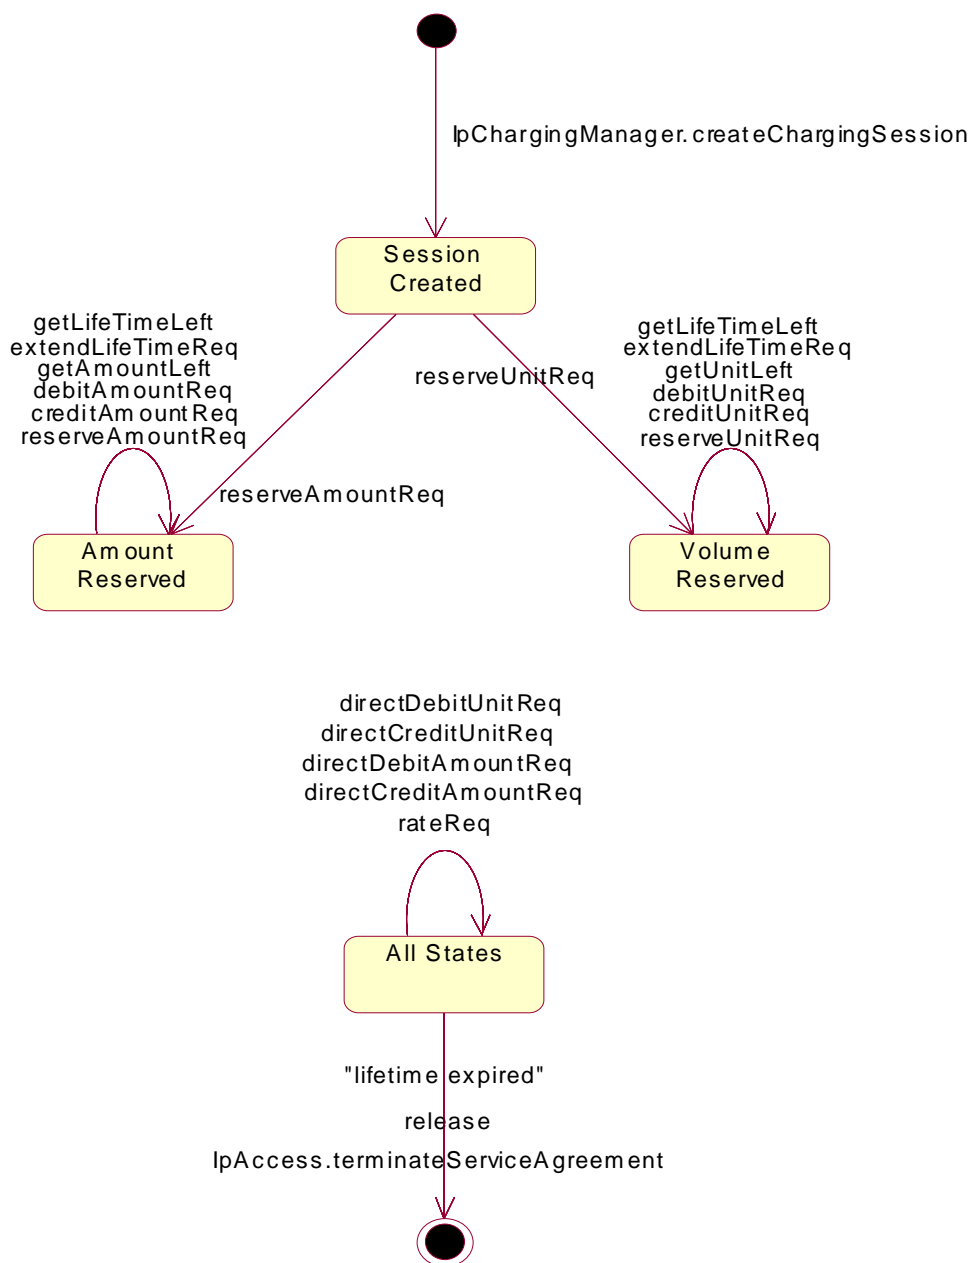 IpChargingManager.createChargingSession
Session
Created
getLifeTimeLeft
extendLifeTimeReq
getAmountLeft
debitAmountReq
creditAmountReq
reserveAmountReq
reserveUnitReq
getLifeTimeLeft
extendLifeTimeReq
getUnitLeft
debitUnitReq
creditUnitReq
reserveUnitReq
reserveAmountReq
Amount
Reserved
Volume
Reserved
directDebitUnitReq
directCreditUnitReq
directDebitAmountReq
directCreditAmountReq
rateReq
All States
"lifetime expired"
release
IpAccess.terminateServiceAgreement